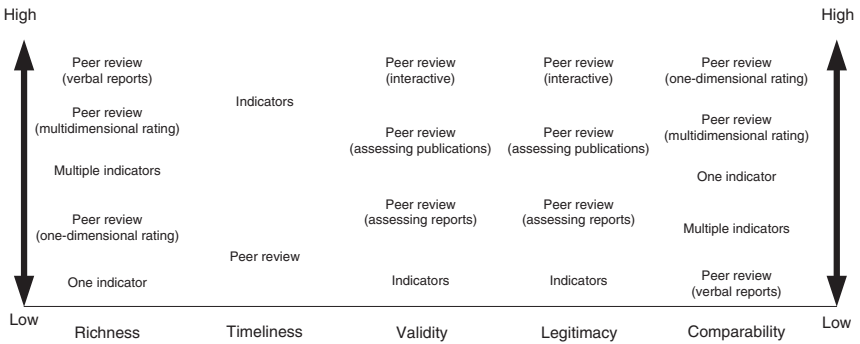 High
High
Peer review
(verbal reports)
Peer review
(multidimensional rating)
Multiple indicators
Peer review
(one-dimensional rating)
One indicator
Indicators
Peer review
Peer review
(interactive)
Peer review
(assessing publications)
Peer review
(assessing reports)
Indicators
Peer review
(interactive)
Peer review
(assessing publications)
Peer review
(assessing reports)
Indicators
Peer review
(one-dimensional rating)
Peer review
(multidimensional rating)
One indicator
Multiple indicators
Peer review
(verbal reports)
Low
Low
Richness
Timeliness
Validity
Legitimacy
Comparability